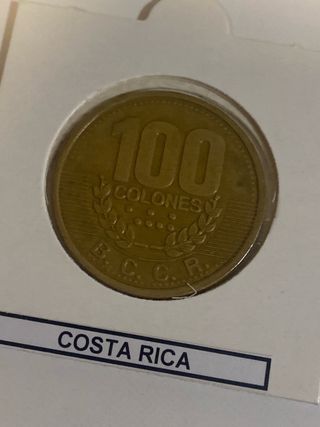 100
COLONES
B. C. C. R.
COSTA RICA